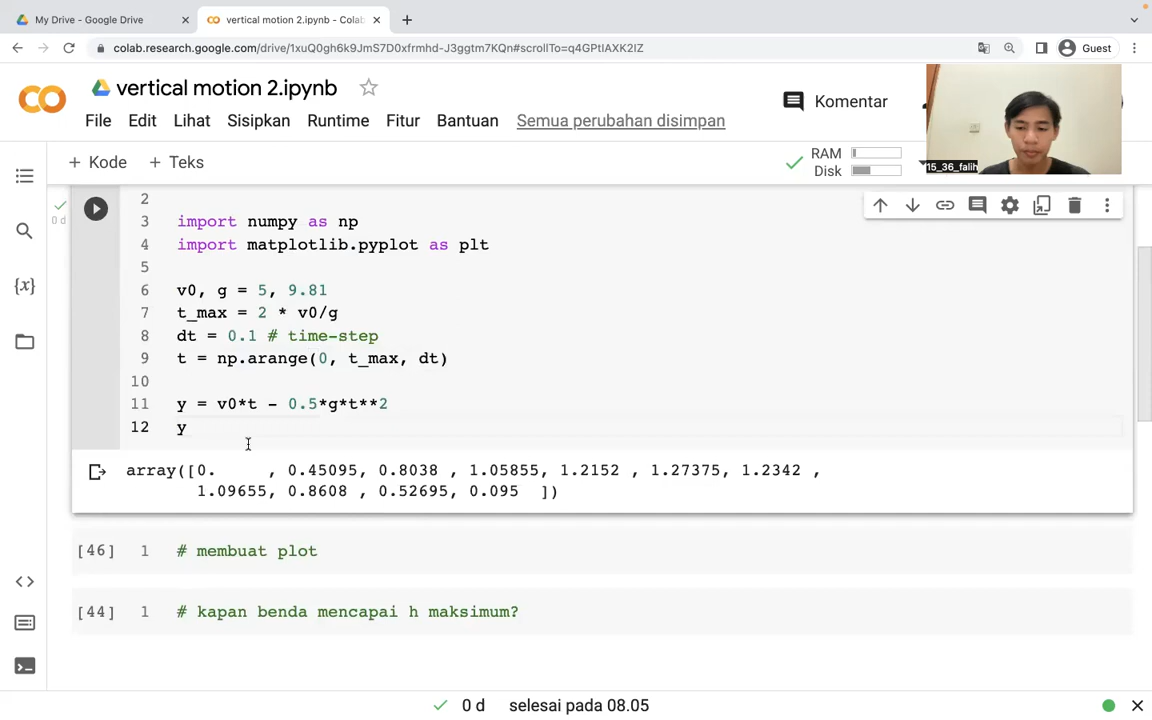 My Drive - Google Drive
vertical motion 2.ipynb - Colab
colab.research.google.com/drive/1xuQ0gh6k9JmS7D0xfrmhd-J3ggtm7KQn#scrollTo=q4GPtIAXK2IZ
Guest
vertical motion 2.ipynb
Komentar
File Edit Lihat Sisipkan Runtime Fitur Bantuan Semua perubahan disimpan
15_36_falih
+ Kode + Teks
RAM
Disk
0 d
2
3 import numpy as np
4 import matplotlib.pyplot as plt
5
6 v0, g = 5, 9.81
7 t_max = 2 * v0/g
8 dt = 0.1 # time-step
9 t = np.arange(0, t_max, dt)
10
11 y = v0*t - 0.5*g*t**2
12 y
array([0. , 0.45095, 0.8038 , 1.05855, 1.2152 , 1.27375, 1.2342 ,
1.09655, 0.8608 , 0.52695, 0.095 ])
[46] 1 # membuat plot
[44] 1 # kapan benda mencapai h maksimum?
0 d selesai pada 08.05